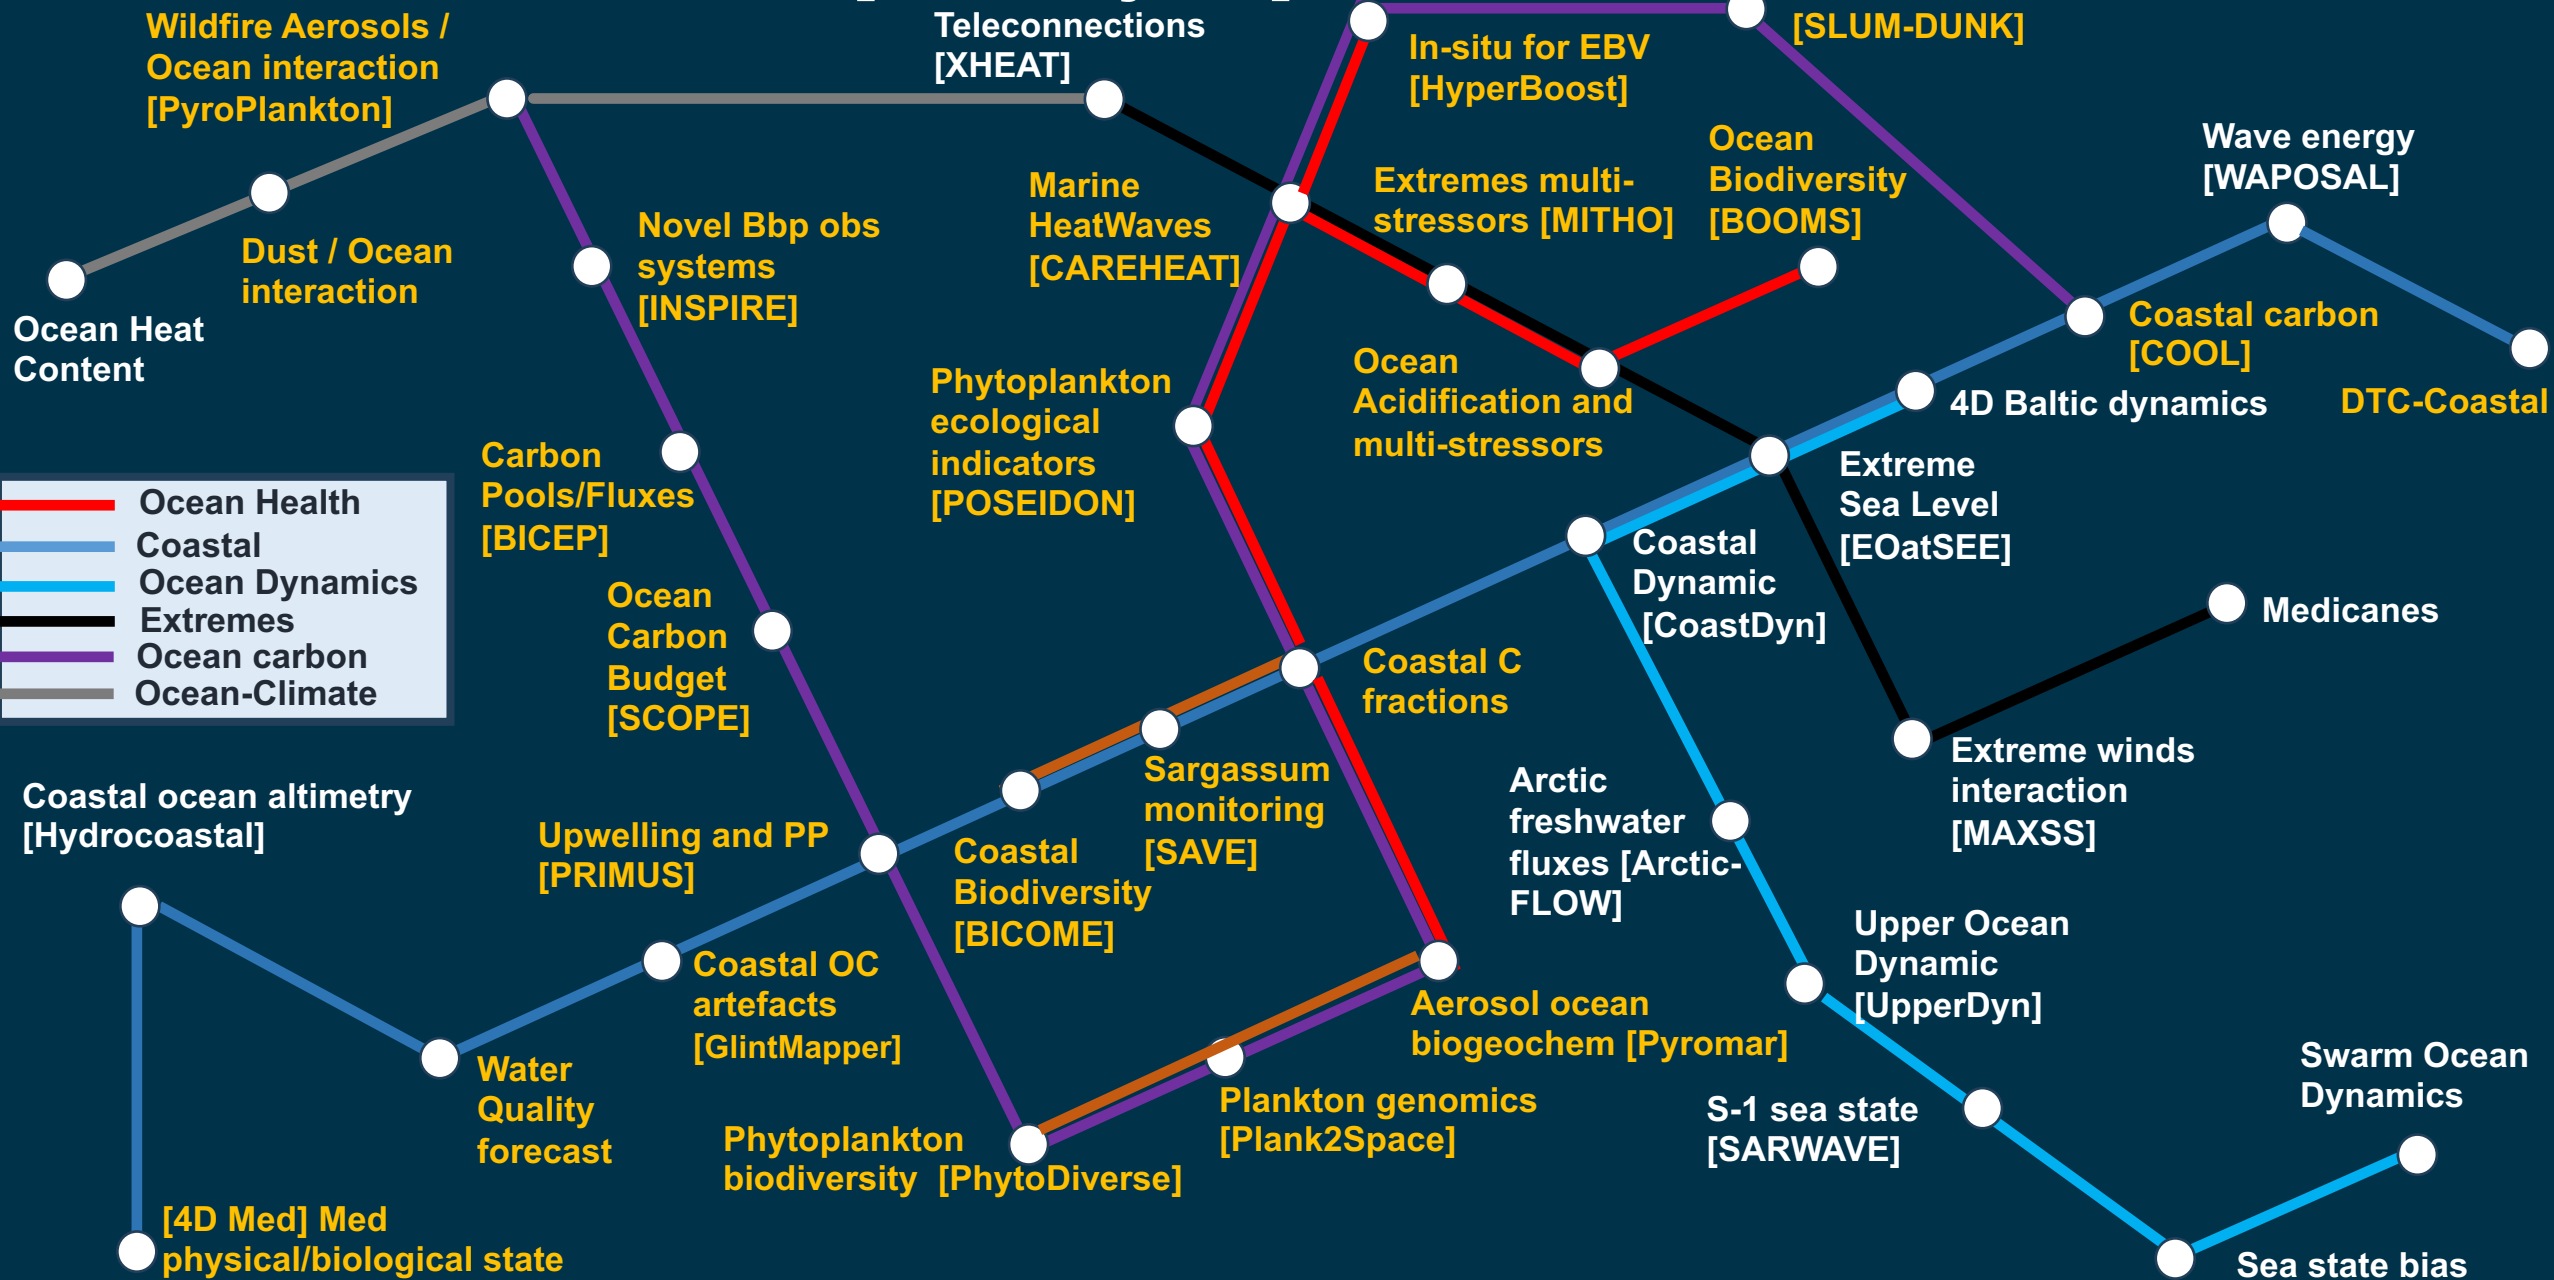 Wildfire Aerosols /
Ocean interaction
[PyroPlankton]
Teleconnections
[XHEAT]
In-situ for EBV
[HyperBoost]
[SLUM-DUNK]
Dust / Ocean
interaction
Ocean Heat
Content
Novel Bbp obs
systems
[INSPIRE]
Marine
HeatWaves
[CAREHEAT]
Extremes multi-
stressors [MITHO]
Ocean
Biodiversity
[BOOMS]
Wave energy
[WAPOSAL]
Coastal carbon
[COOL]
DTC-Coastal
4D Baltic dynamics
Phytoplankton
ecological
indicators
[POSEIDON]
Ocean
Acidification and
multi-stressors
Extreme
Sea Level
[EOatSEE]
Carbon
Pools/Fluxes
[BICEP]
Ocean Health
Coastal
Ocean Dynamics
Extremes
Ocean carbon
Ocean-Climate
Ocean
Carbon
Budget
[SCOPE]
Coastal
Dynamic
[CoastDyn]
Medicanes
Coastal C
fractions
Sargassum
monitoring
[SAVE]
Extreme winds
interaction
[MAXSS]
Arctic
freshwater
fluxes [Arctic-
FLOW]
Coastal ocean altimetry
[Hydrocoastal]
Upwelling and PP
[PRIMUS]
Coastal
Biodiversity
[BICOME]
Coastal OC
artefacts
[GlintMapper]
Upper Ocean
Dynamic
[UpperDyn]
Aerosol ocean
biogeochem [Pyromar]
Water
Quality
forecast
Plankton genomics
[Plank2Space]
Phytoplankton
biodiversity [PhytoDiverse]
S-1 sea state
[SARWAVE]
Swarm Ocean
Dynamics
[4D Med] Med
physical/biological state
Sea state bias